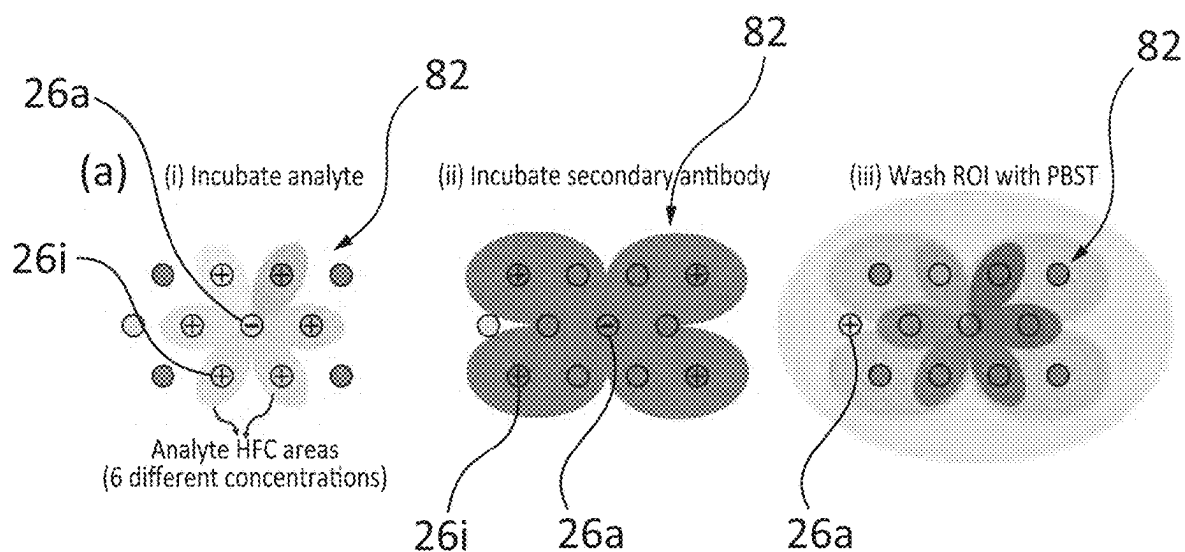 82
26a
82
82
(a)
(i) Incubate analyte
(ii) Incubate secondary antibody
(iii) Wash ROI with PBST
26i
Analyte HFC areas
(6 different concentrations)
26i
26a
26a